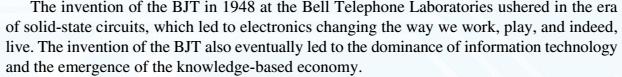 The invention of the BJT in 1948 at the Bell Telephone Laboratories ushered in the era
of solid-state circuits, which led to electronics changing the way we work, play, and indeed,
live. The invention of the BJT also eventually led to the dominance of information technology
and the emergence of the knowledge-based economy.